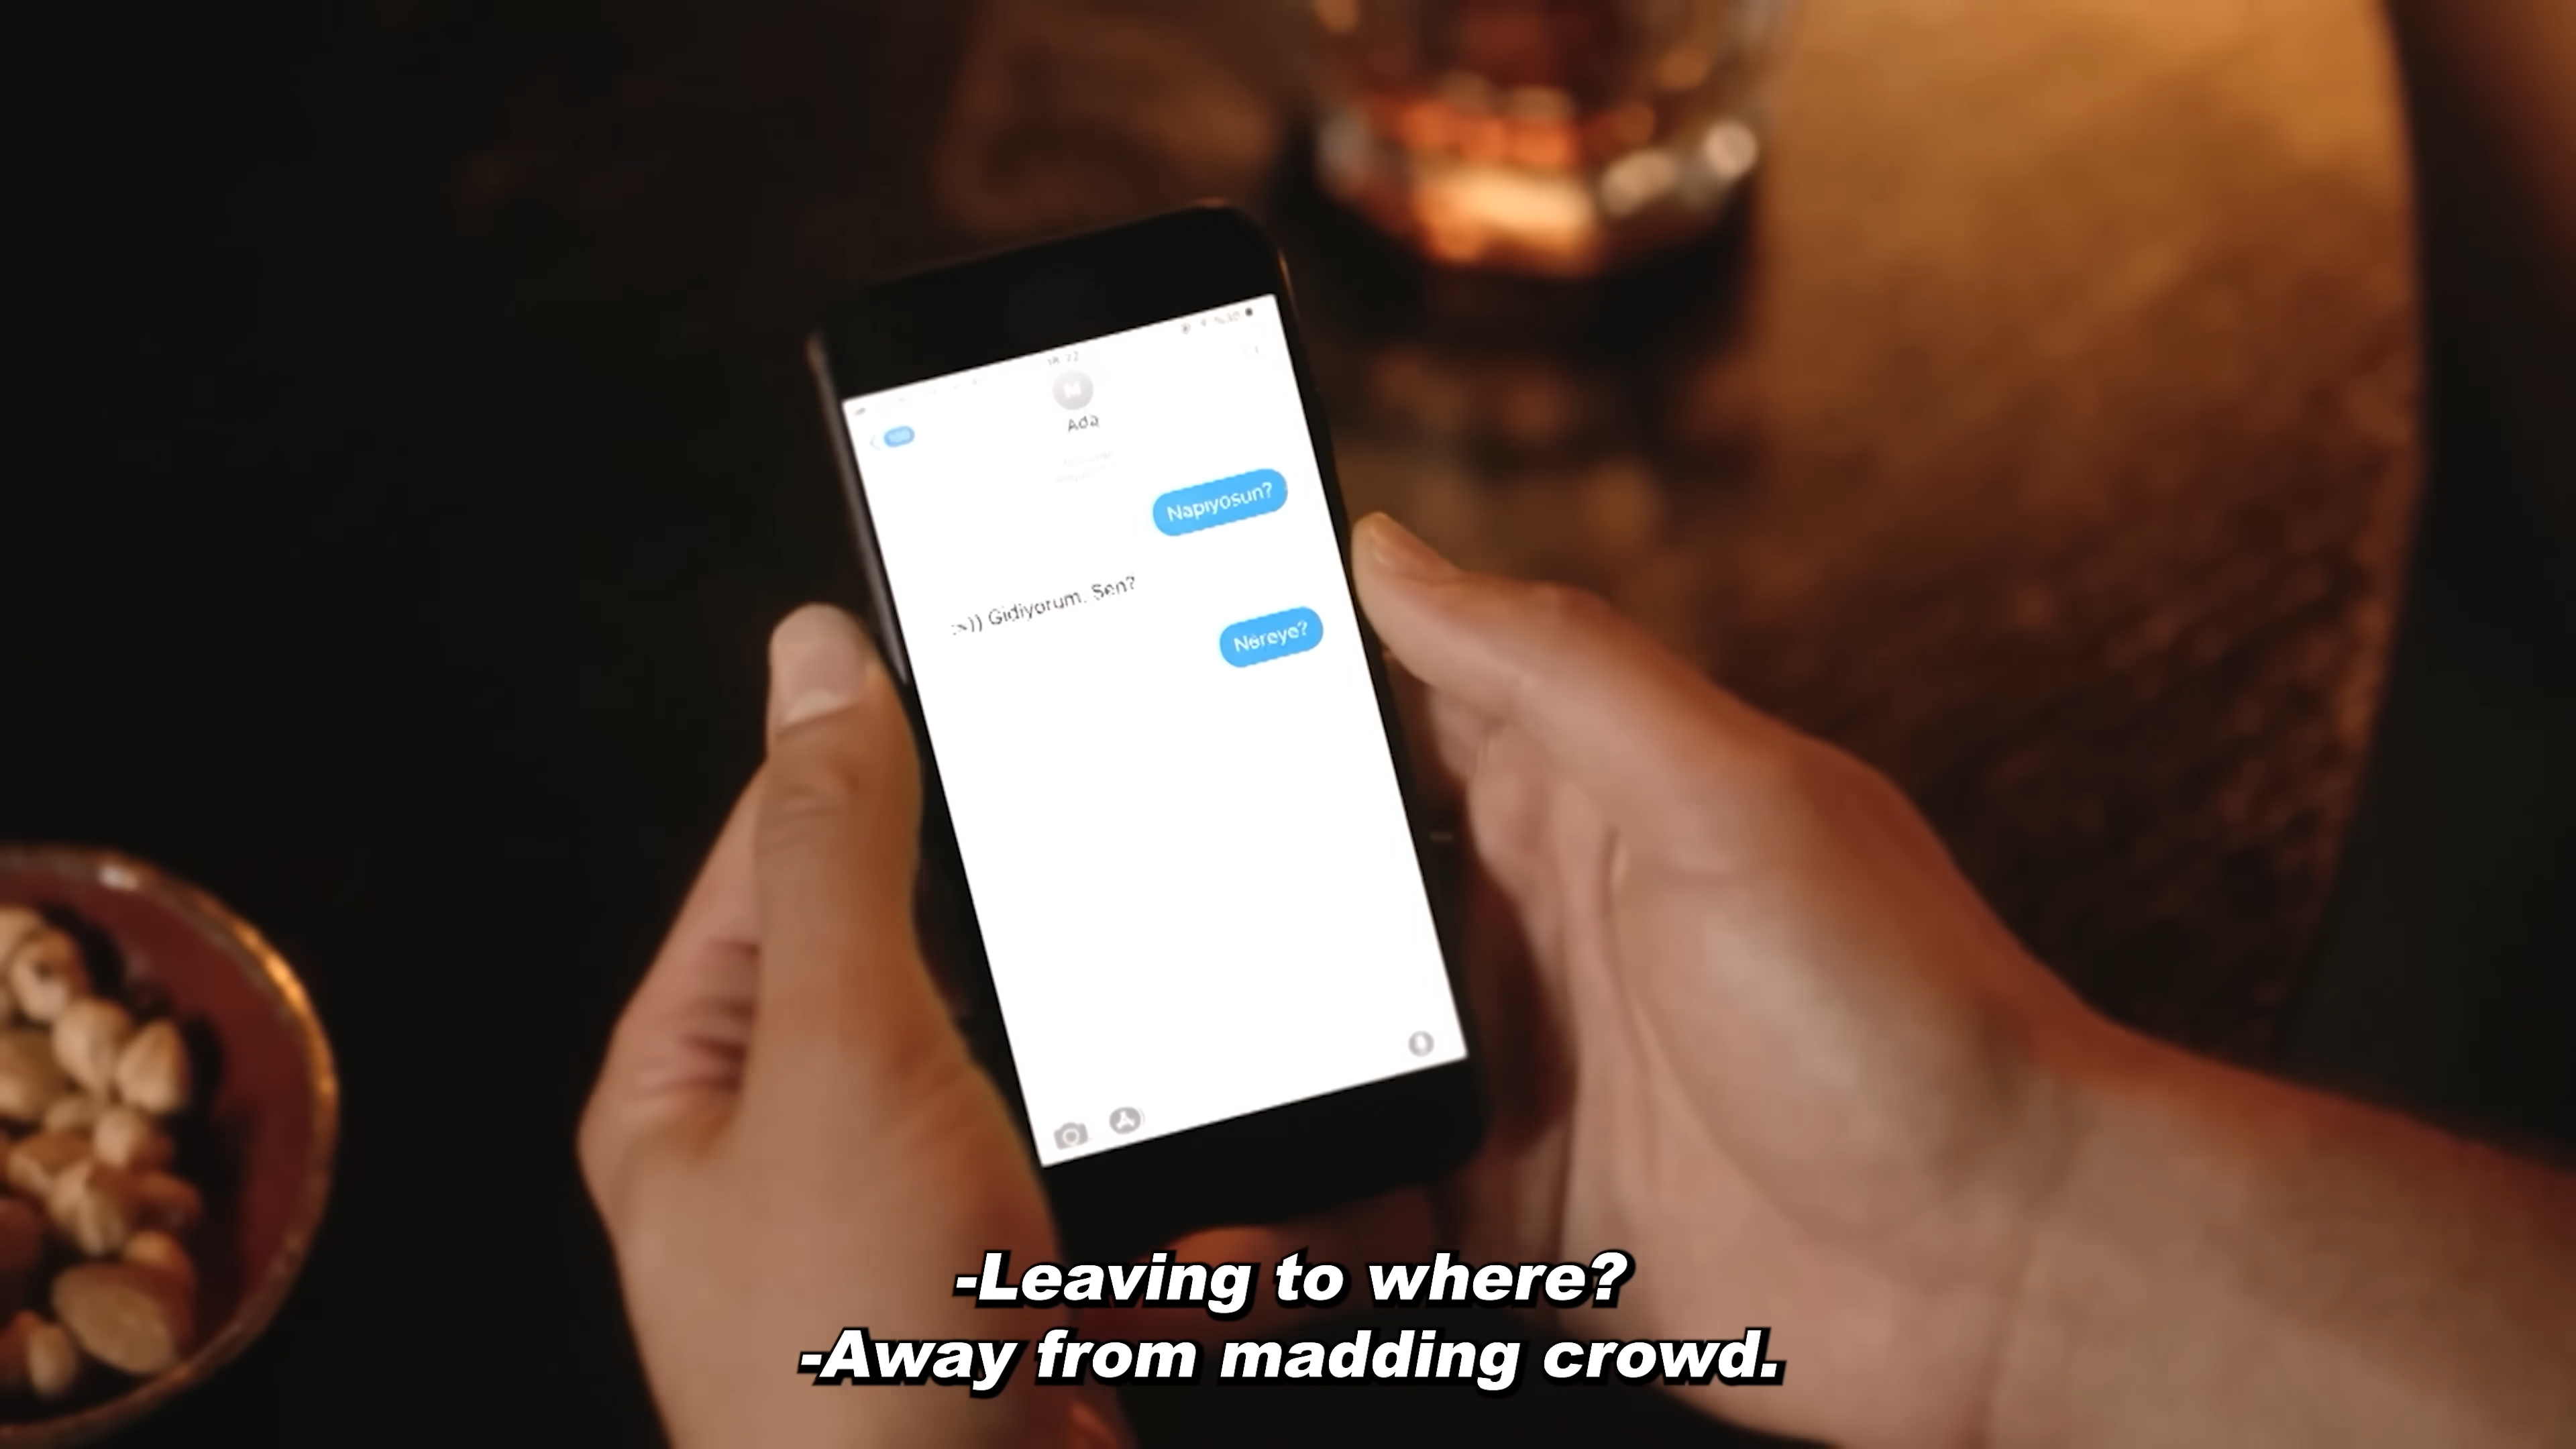 Ada
Napıyosun?
:)) Gidiyorum. Sen?
Nereye?
-Leaving to where?
-Away from madding crowd.